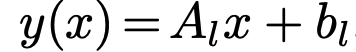 y(x) = A_l x + b_l.